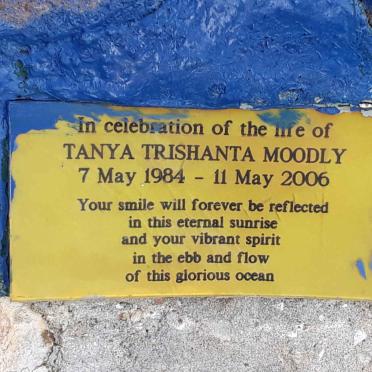 In celebration of the life of
TANYA TRISHANTA MOODLY
7 May 1984 - 11 May 2006
Your smile will forever be reflected
in this eternal sunrise
and your vibrant spirit
in the ebb and flow
of this glorious ocean